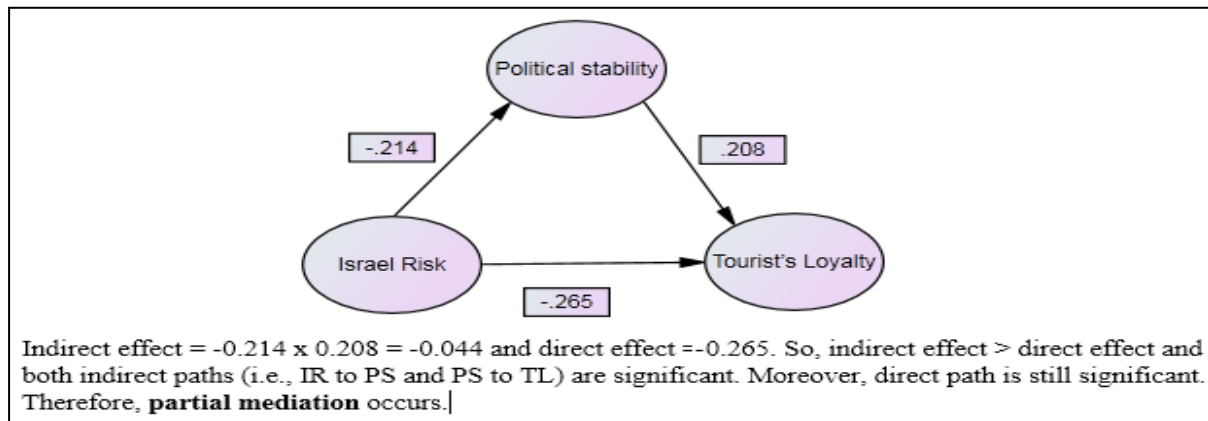 Political stability
-.214
.208
Israel Risk
Tourist's Loyalty
-.265
Indirect effect = -0.214 x 0.208 = -0.044 and direct effect =-0.265. So, indirect effect > direct effect and
both indirect paths (i.e., IR to PS and PS to TL) are significant. Moreover, direct path is still significant.
Therefore, partial mediation occurs.